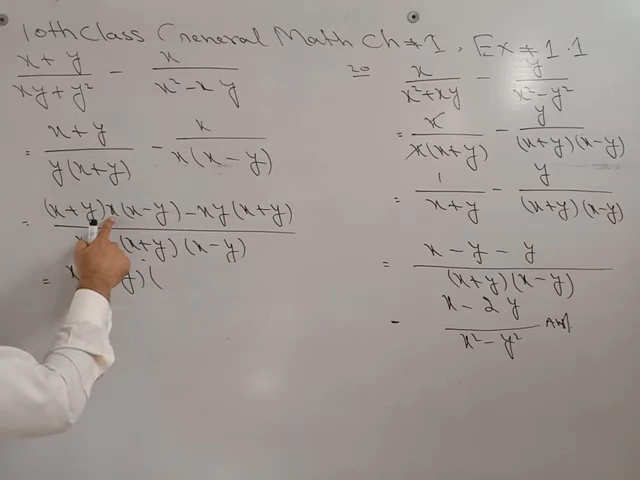 10th Class General Math Ch # 1, Ex # 1.1
(x + y)/(xy + y²) - x/(x² - xy)
= (x + y)/(y(x + y)) - x/(x(x - y))
= ((x + y)x(x - y) - xy(x + y))/((x + y)(x - y))
= x y)(
20 x/(x² + xy) - y/(x² - y²)
= x/(x(x + y)) - y/((x + y)(x - y))
= 1/(x + y) - y/((x + y)(x - y))
= (x - y - y)/((x + y)(x - y))
- (x - 2y)/(x² - y²) Ans.